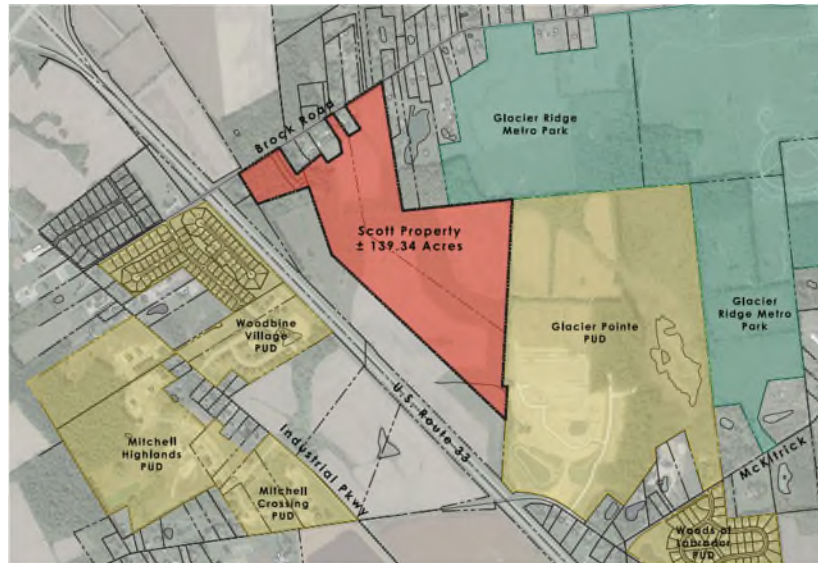 Brock Road
Glacier Ridge
Metro Park
Scott Property
± 139.34 Acres
Glacier
Ridge Metro
Park
Glacier Pointe
PUD
Woodbine
Village
PUD
U.S. Route 33
Industrial Pkwy
Mitchell
Highlands
PUD
Mitchell
Crossing
PUD
McKitrick
Woods of
Labrador
PUD